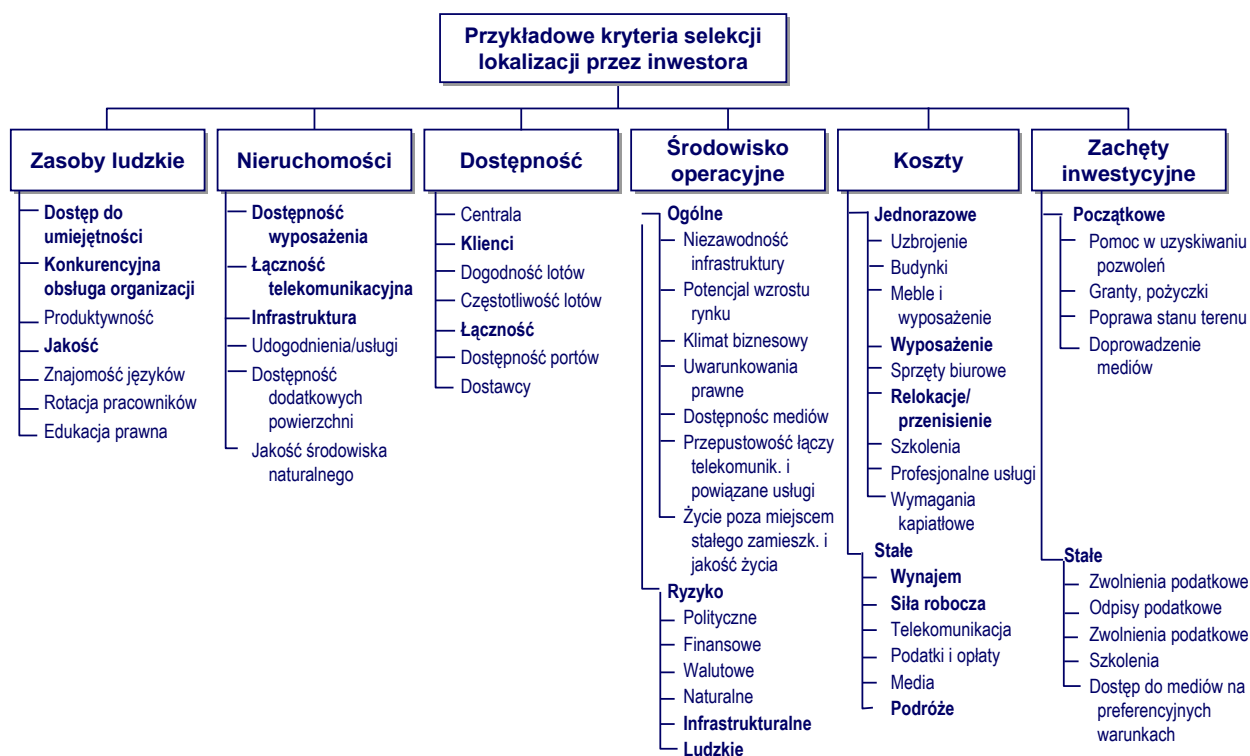 Przykładowe kryteria selekcji
lokalizacji przez inwestora
Zasoby ludzkie
Dostęp do
umiejętności
Konkurencyjna
obsługa organizacji
Produktywność
Jakość
Znajomość języków
Rotacja pracowników
Edukacja prawna
Nieruchomości
Dostępność
wyposażenia
Łączność
telekomunikacyjna
Infrastruktura
Udogodnienia/usługi
Dostępność
dodatkowych
powierzchni
Jakość środowiska
naturalnego
Dostępność
Centrala
Klienci
Dogodność lotów
Częstotliwość lotów
Łączność
Dostępność portów
Dostawcy
Środowisko
operacyjne
Ogólne
Niezawodność
infrastruktury
Potencjal wzrostu
rynku
Klimat biznesowy
Uwarunkowania
prawne
Dostępnośc mediów
Przepustowość łączy
telekomunik. i
powiązane usługi
Życie poza miejscem
stałego zamieszk. i
jakość życia
Ryzyko
Polityczne
Finansowe
Walutowe
Naturalne
Infrastrukturalne
Ludzkie
Koszty
Jednorazowe
Uzbrojenie
Budynki
Meble i
wyposażenie
Wyposażenie
Sprzęty biurowe
Relokacje/
przenisienie
Szkolenia
Profesjonalne usługi
Wymagania
kapiatłowe
Stałe
Wynajem
Siła robocza
Telekomunikacja
Podatki i opłaty
Media
Podróże
Zachęty
inwestycyjne
Początkowe
Pomoc w uzyskiwaniu
pozwoleń
Granty, pożyczki
Poprawa stanu terenu
Doprowadzenie
mediów
Stałe
Zwolnienia podatkowe
Odpisy podatkowe
Zwolnienia podatkowe
Szkolenia
Dostęp do mediów na
preferencyjnych
warunkach